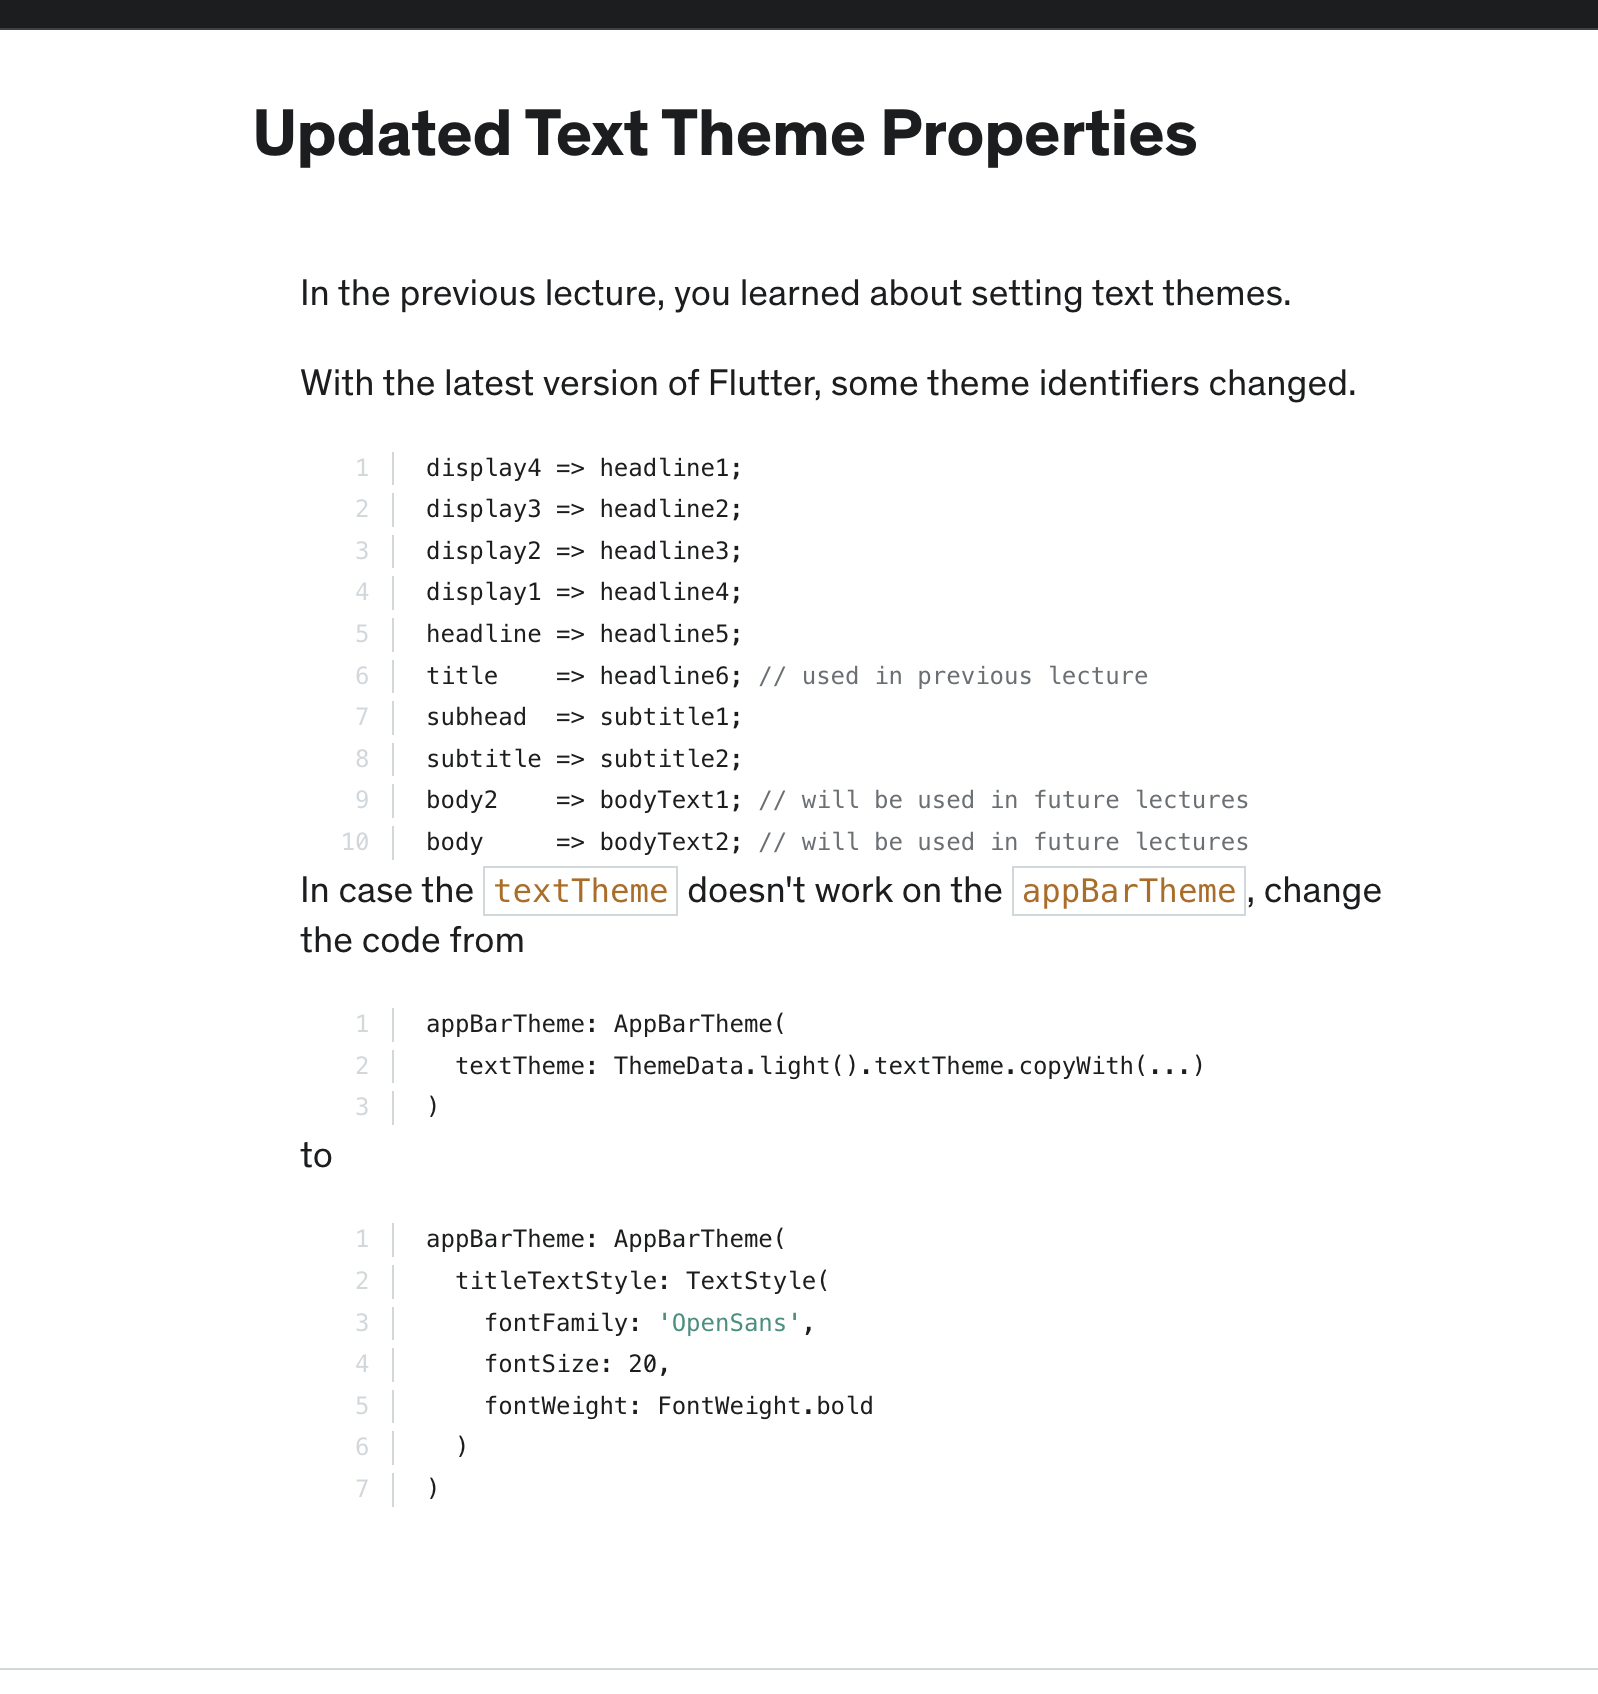 Updated Text Theme Properties
In the previous lecture, you learned about setting text themes.
With the latest version of Flutter, some theme identifiers changed.
1 display4 => headline1;
2 display3 => headline2;
3 display2 => headline3;
4 display1 => headline4;
5 headline => headline5;
6 title    => headline6; // used in previous lecture
7 subhead  => subtitle1;
8 subtitle => subtitle2;
9 body2    => bodyText1; // will be used in future lectures
10 body     => bodyText2; // will be used in future lectures
In case the textTheme doesn't work on the appBarTheme, change
the code from
1 appBarTheme: AppBarTheme(
2   textTheme: ThemeData.light().textTheme.copyWith(...)
3 )
to
1 appBarTheme: AppBarTheme(
2   titleTextStyle: TextStyle(
3     fontFamily: 'OpenSans',
4     fontSize: 20,
5     fontWeight: FontWeight.bold
6   )
7 )